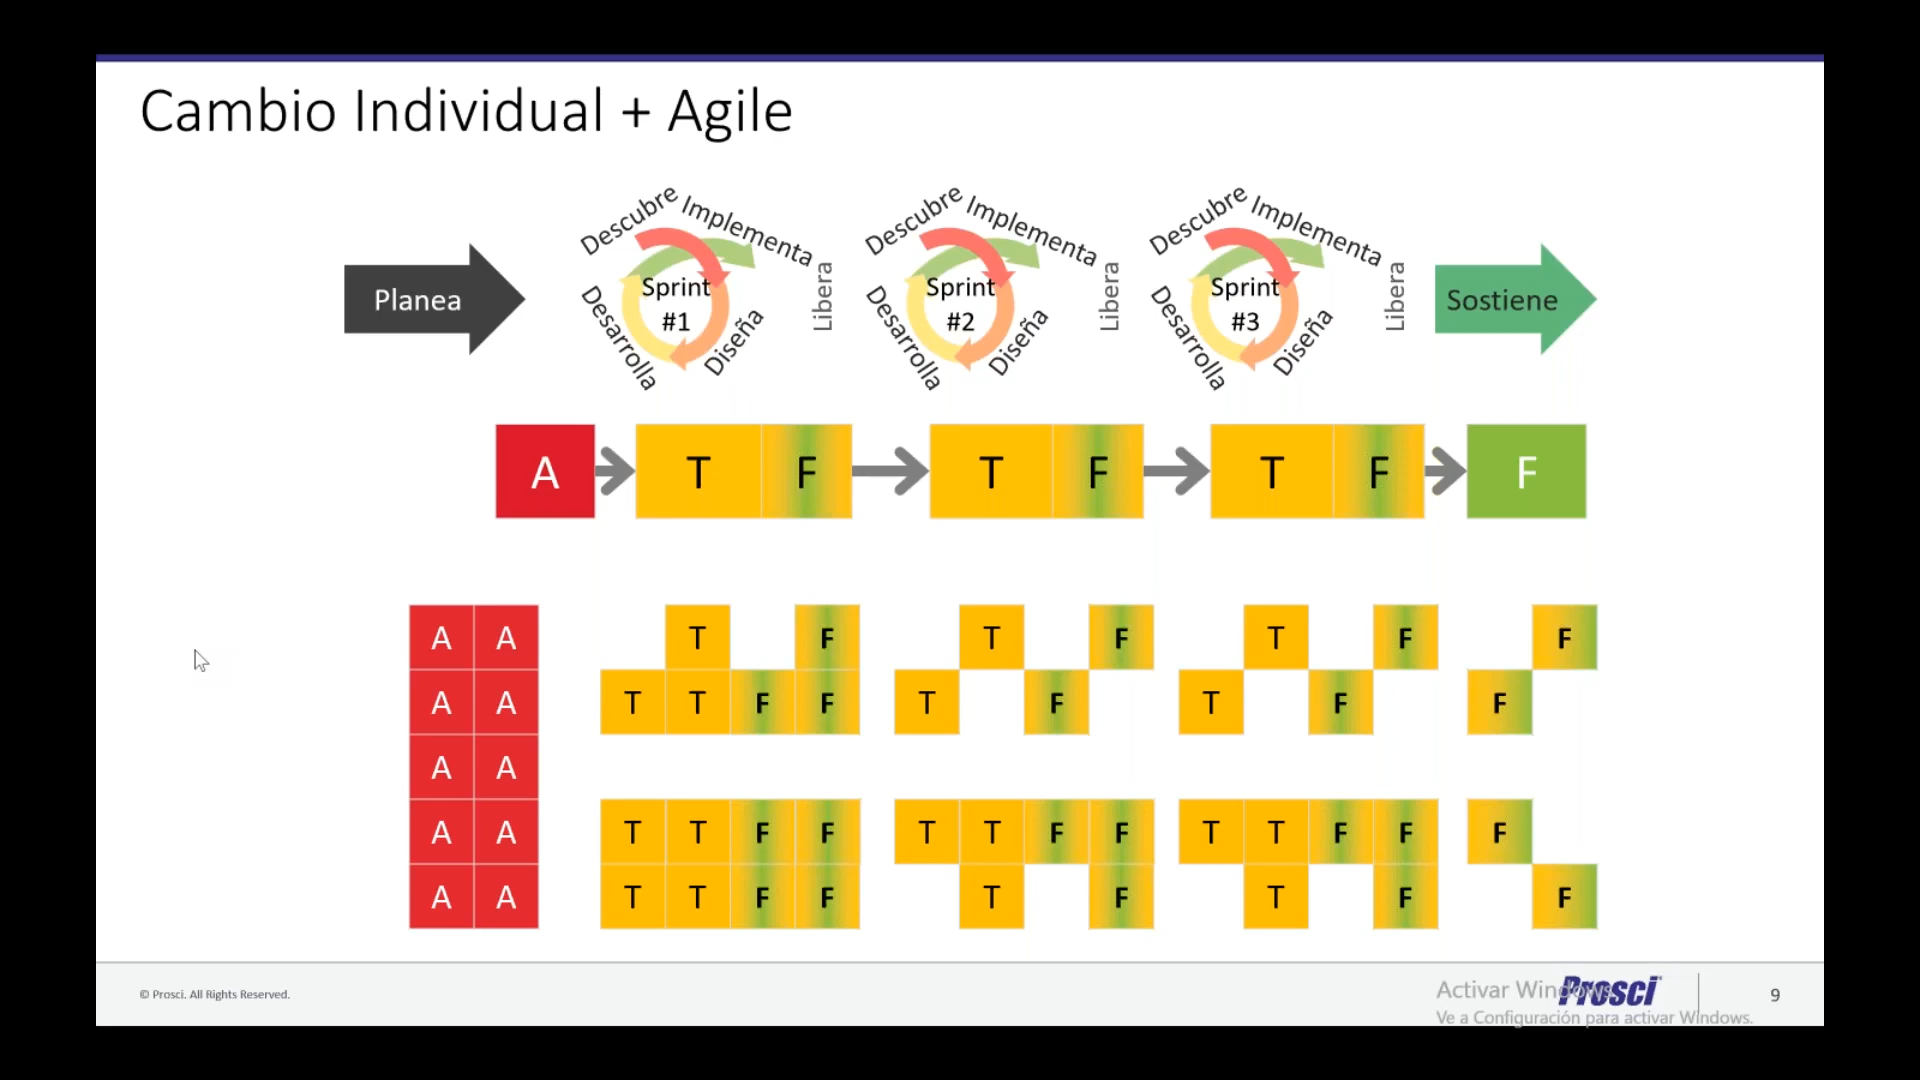 Cambio Individual + Agile
Planea
Descubre
Implementa
Desarrolla
Diseña
Sprint
#1
Libera
Descubre
Implementa
Desarrolla
Diseña
Sprint
#2
Libera
Descubre
Implementa
Desarrolla
Diseña
Sprint
#3
Libera
Sostiene
A T F T F T F F
A A T F T F T F F
A A T T F F T F T F F
A A
A A T T F F T T F F T T F F F
A A T T F F T F T F F
© Prosci. All Rights Reserved.
Activar Windows
Prosci
9
Ve a Configuración para activar Windows.